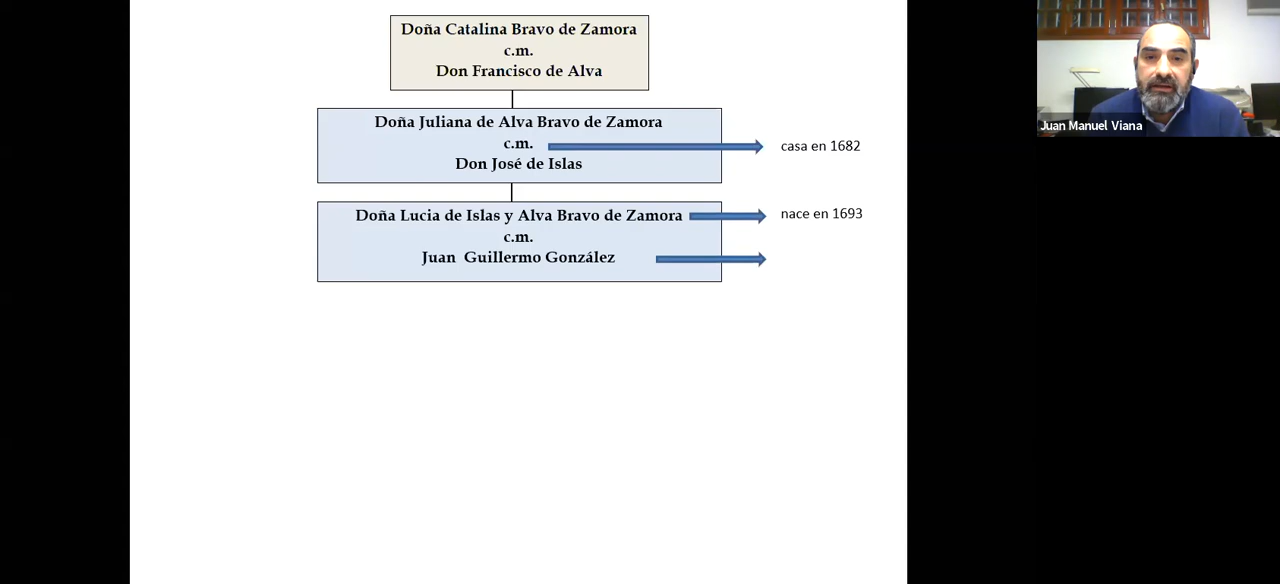 Doña Catalina Bravo de Zamora
c.m.
Don Francisco de Alva
Doña Juliana de Alva Bravo de Zamora
c.m.
casa en 1682
Don José de Islas
Doña Lucia de Islas y Alva Bravo de Zamora
nace en 1693
c.m.
Juan Guillermo González
Juan Manuel Viana